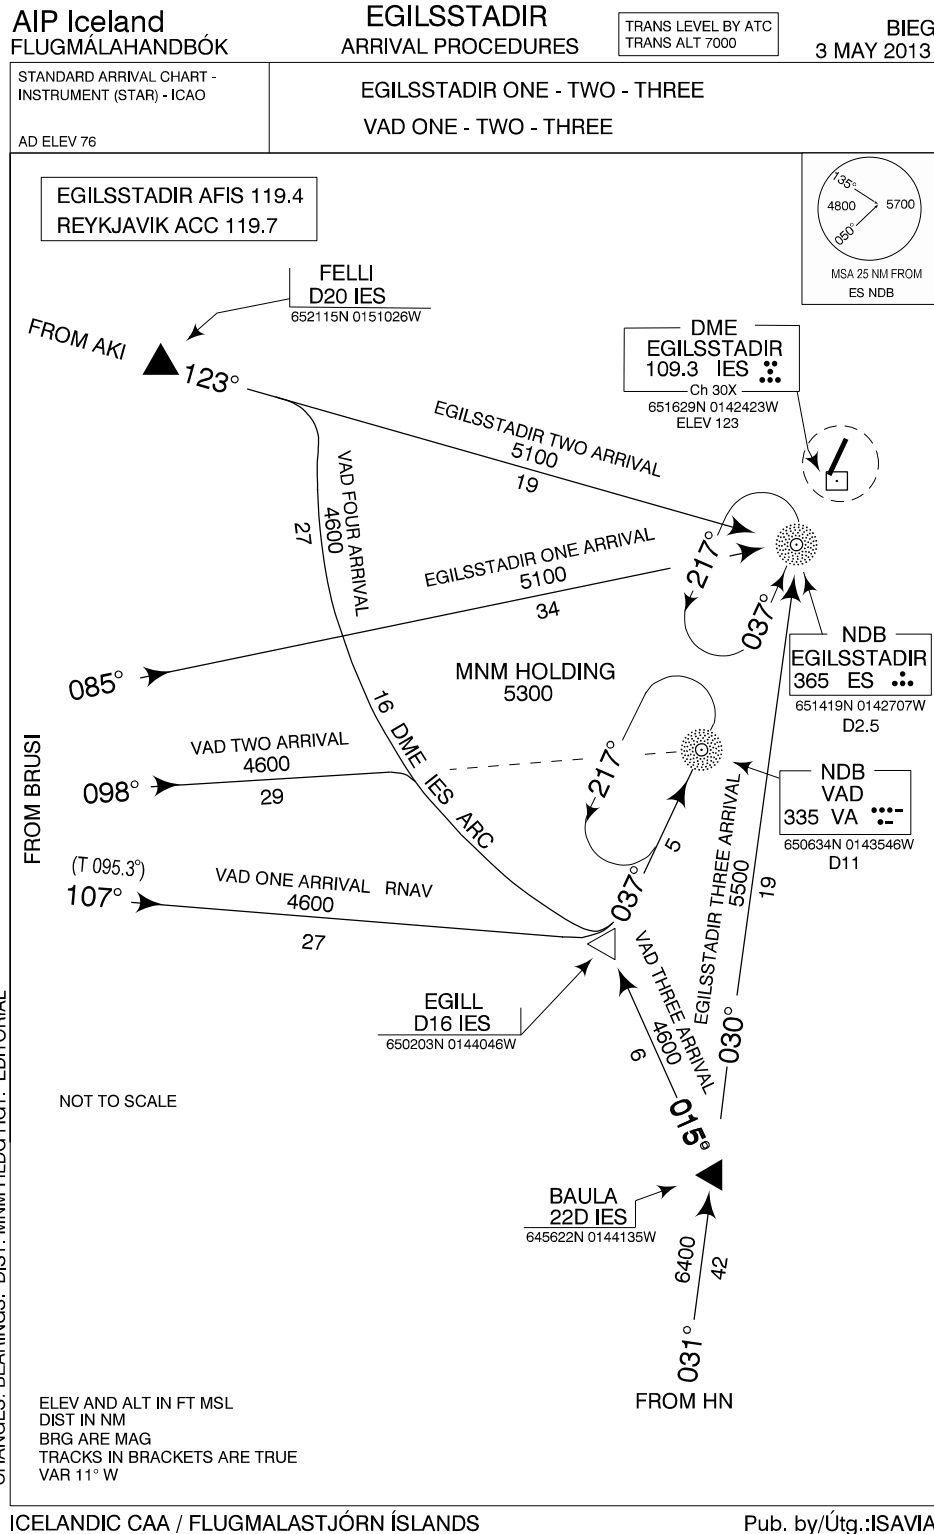 AIP Iceland
FLUGMÁLAHANDBÓK
EGILSSTADIR
ARRIVAL PROCEDURES
TRANS LEVEL BY ATC
TRANS ALT 7000
BIEG
3 MAY 2013
STANDARD ARRIVAL CHART -
INSTRUMENT (STAR) - ICAO
AD ELEV 76
EGILSSTADIR ONE - TWO - THREE
VAD ONE - TWO - THREE
EGILSSTADIR AFIS 119.4
REYKJAVIK ACC 119.7
135°
4800
5700
050°
MSA 25 NM FROM
ES NDB
FELLI
D20 IES
652115N 0151026W
FROM AKI
123°
DME
EGILSSTADIR
109.3 IES
Ch 30X
651629N 0142423W
ELEV 123
EGILSSTADIR TWO ARRIVAL
5100
19
VAD FOUR ARRIVAL
4600
27
EGILSSTADIR ONE ARRIVAL
5100
34
217°
037°
NDB
EGILSSTADIR
365 ES
651419N 0142707W
D2.5
085°
MNM HOLDING
5300
16 DME IES ARC
FROM BRUSI
VAD TWO ARRIVAL
4600
098°
29
217°
NDB
VAD
335 VA
650634N 0143546W
D11
(T 095.3°)
107°
VAD ONE ARRIVAL RNAV
4600
27
037°
5
EGILSSTADIR THREE ARRIVAL
5500
19
EGILL
D16 IES
650203N 0144046W
VAD THREE ARRIVAL
4600
6
030°
015°
NOT TO SCALE
BAULA
22D IES
645622N 0144135W
6400
42
031°
FROM HN
CHANGES: BEARINGS. DIST. MNM HLDG HGT. EDITORIAL
ELEV AND ALT IN FT MSL
DIST IN NM
BRG ARE MAG
TRACKS IN BRACKETS ARE TRUE
VAR 11° W
ICELANDIC CAA / FLUGMALASTJÓRN ÍSLANDS
Pub. by/Útg.:ISAVIA